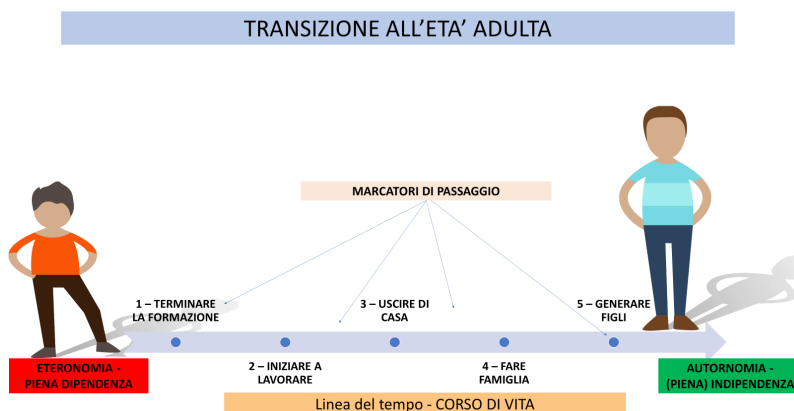 TRANSIZIONE ALL’ETA’ ADULTA
MARCATORI DI PASSAGGIO
1 – TERMINARE
LA FORMAZIONE
3 – USCIRE DI
CASA
5 – GENERARE
FIGLI
2 – INIZIARE A
LAVORARE
4 – FARE
FAMIGLIA
ETERONOMIA -
PIENA DIPENDENZA
AUTORNOMIA -
(PIENA) INDIPENDENZA
Linea del tempo - CORSO DI VITA